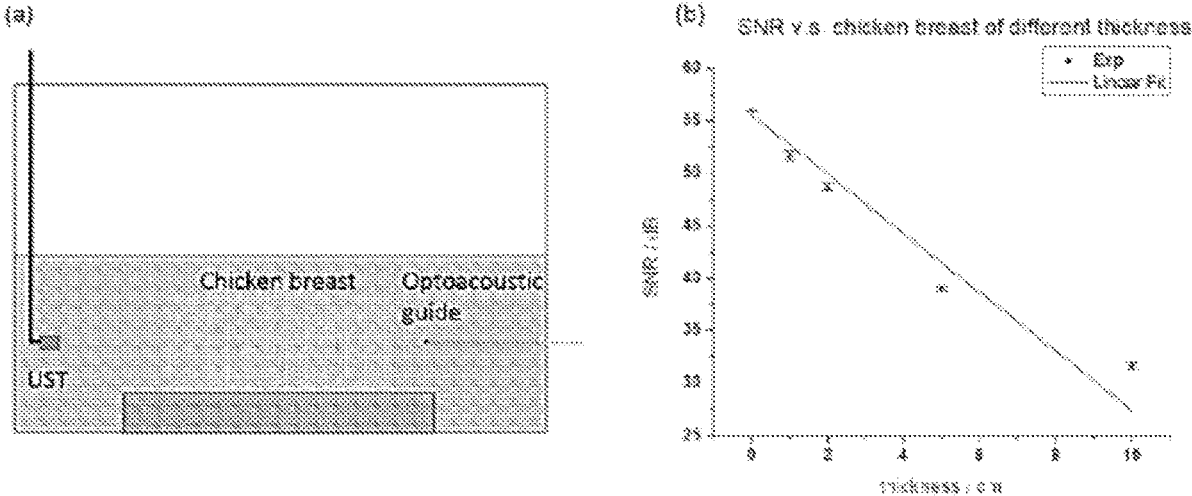 (a)
Chicken breast
Optoacoustic
guide
UST
(b)
SNR v.s. chicken breast of different thickness
Exp
Linear Fit
60
55
50
45
40
35
30
25
SNR / dB
0
2
4
6
8
10
thickness / cm